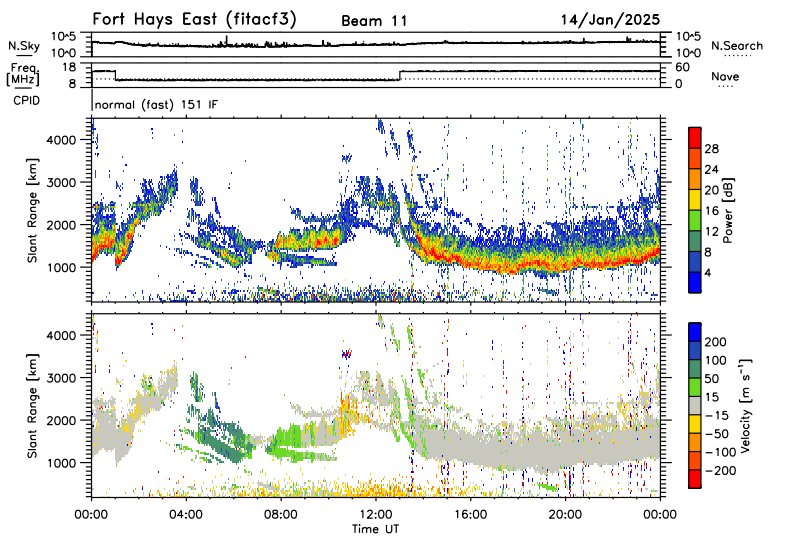 Fort Hays East (fitacf3) Beam 11 14/Jan/2025
N.Sky 10^5 10^0 10^5 10^0 N.Search
Freq. [MHz] 18 8 60 0 Nave
CPID normal (fast) 151 IF
Slant Range [km] 4000 3000 2000 1000
28 24 20 16 12 8 4 Power [dB]
Slant Range [km] 4000 3000 2000 1000
200 100 50 15 −15 −50 −100 −200 Velocity [m s⁻¹]
00:00 04:00 08:00 12:00 16:00 20:00 00:00
Time UT